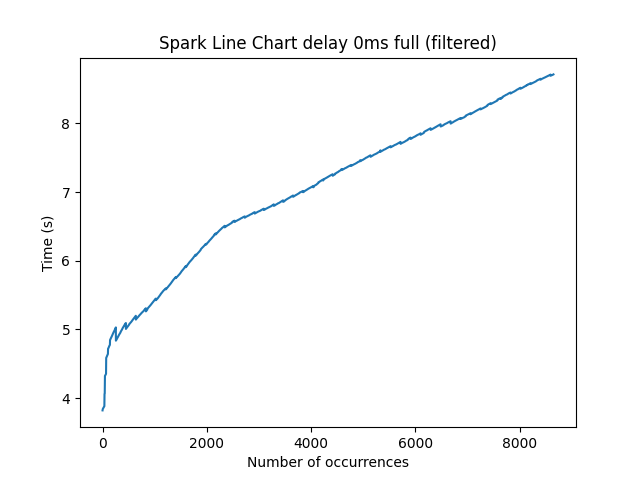 Spark Line Chart delay 0ms full (filtered)
8
7
6
5
4
Time (s)
0 2000 4000 6000 8000
Number of occurrences